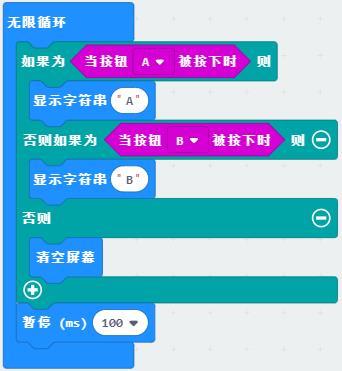 无限循环
如果为 当按钮 A 被按下时 则
显示字符串 "A"
否则如果为 当按钮 B 被按下时 则
显示字符串 "B"
否则
清空屏幕
暂停 (ms) 100